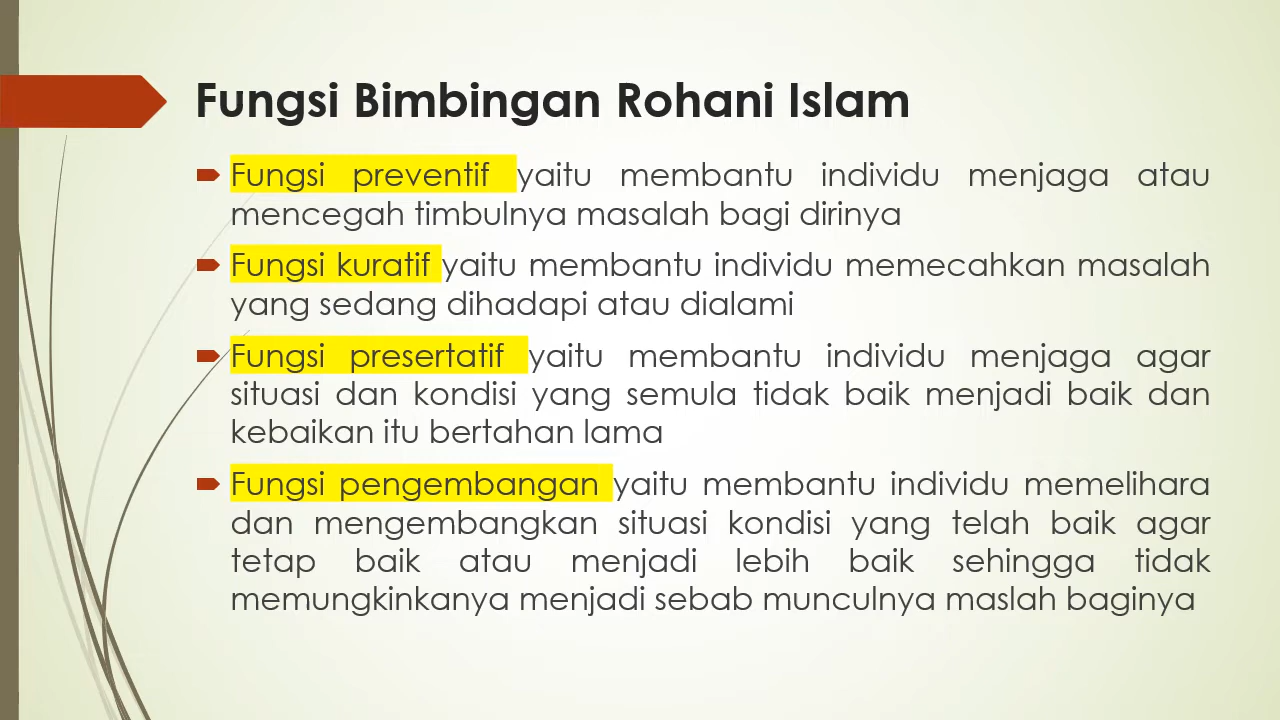 Fungsi Bimbingan Rohani Islam
Fungsi preventif yaitu membantu individu menjaga atau
mencegah timbulnya masalah bagi dirinya
Fungsi kuratif yaitu membantu individu memecahkan masalah
yang sedang dihadapi atau dialami
Fungsi presertatif yaitu membantu individu menjaga agar
situasi dan kondisi yang semula tidak baik menjadi baik dan
kebaikan itu bertahan lama
Fungsi pengembangan yaitu membantu individu memelihara
dan mengembangkan situasi kondisi yang telah baik agar
tetap baik atau menjadi lebih baik sehingga tidak
memungkinkanya menjadi sebab munculnya maslah baginya